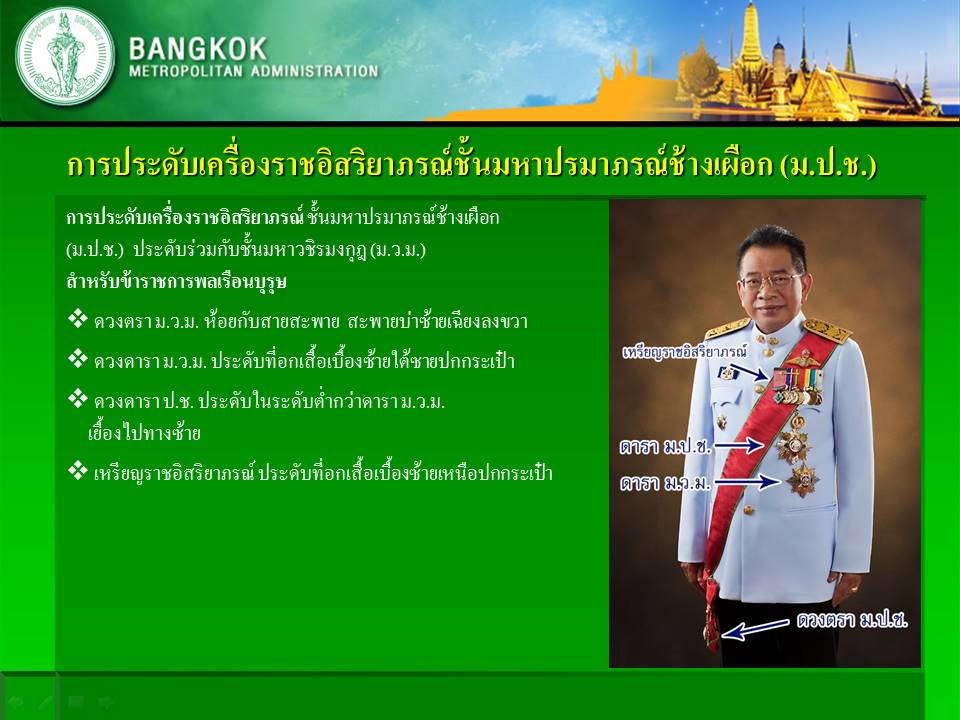 BANGKOK
METROPOLITAN ADMINISTRATION
การประดับเครื่องราชอิสริยาภรณ์ชั้นมหาปรมาภรณ์ช้างเผือก (ม.ป.ช.)
การประดับเครื่องราชอิสริยาภรณ์ ชั้นมหาปรมาภรณ์ช้างเผือก
(ม.ป.ช.) ประดับร่วมกับชั้นมหาวชิรมงกุฎ (ม.ว.ม.)
สำหรับข้าราชการพลเรือนบุรุษ
❖ ดวงตรา ม.ว.ม. ห้อยกับสายสะพาย สะพายบ่าซ้ายเฉียงลงขวา
❖ ดวงดารา ม.ว.ม. ประดับที่อกเสื้อเบื้องซ้ายใต้ชายปกกระเป๋า
❖ ดวงดารา ป.ช. ประดับในระดับต่ำกว่าดารา ม.ว.ม.
เยื้องไปทางซ้าย
❖ เหรียญราชอิสริยาภรณ์ ประดับที่อกเสื้อเบื้องซ้ายเหนือปกกระเป๋า
เหรียญราชอิสริยาภรณ์
ดารา ม.ป.ช.
ดารา ม.ว.ม.
ดวงตรา ม.ป.ช.